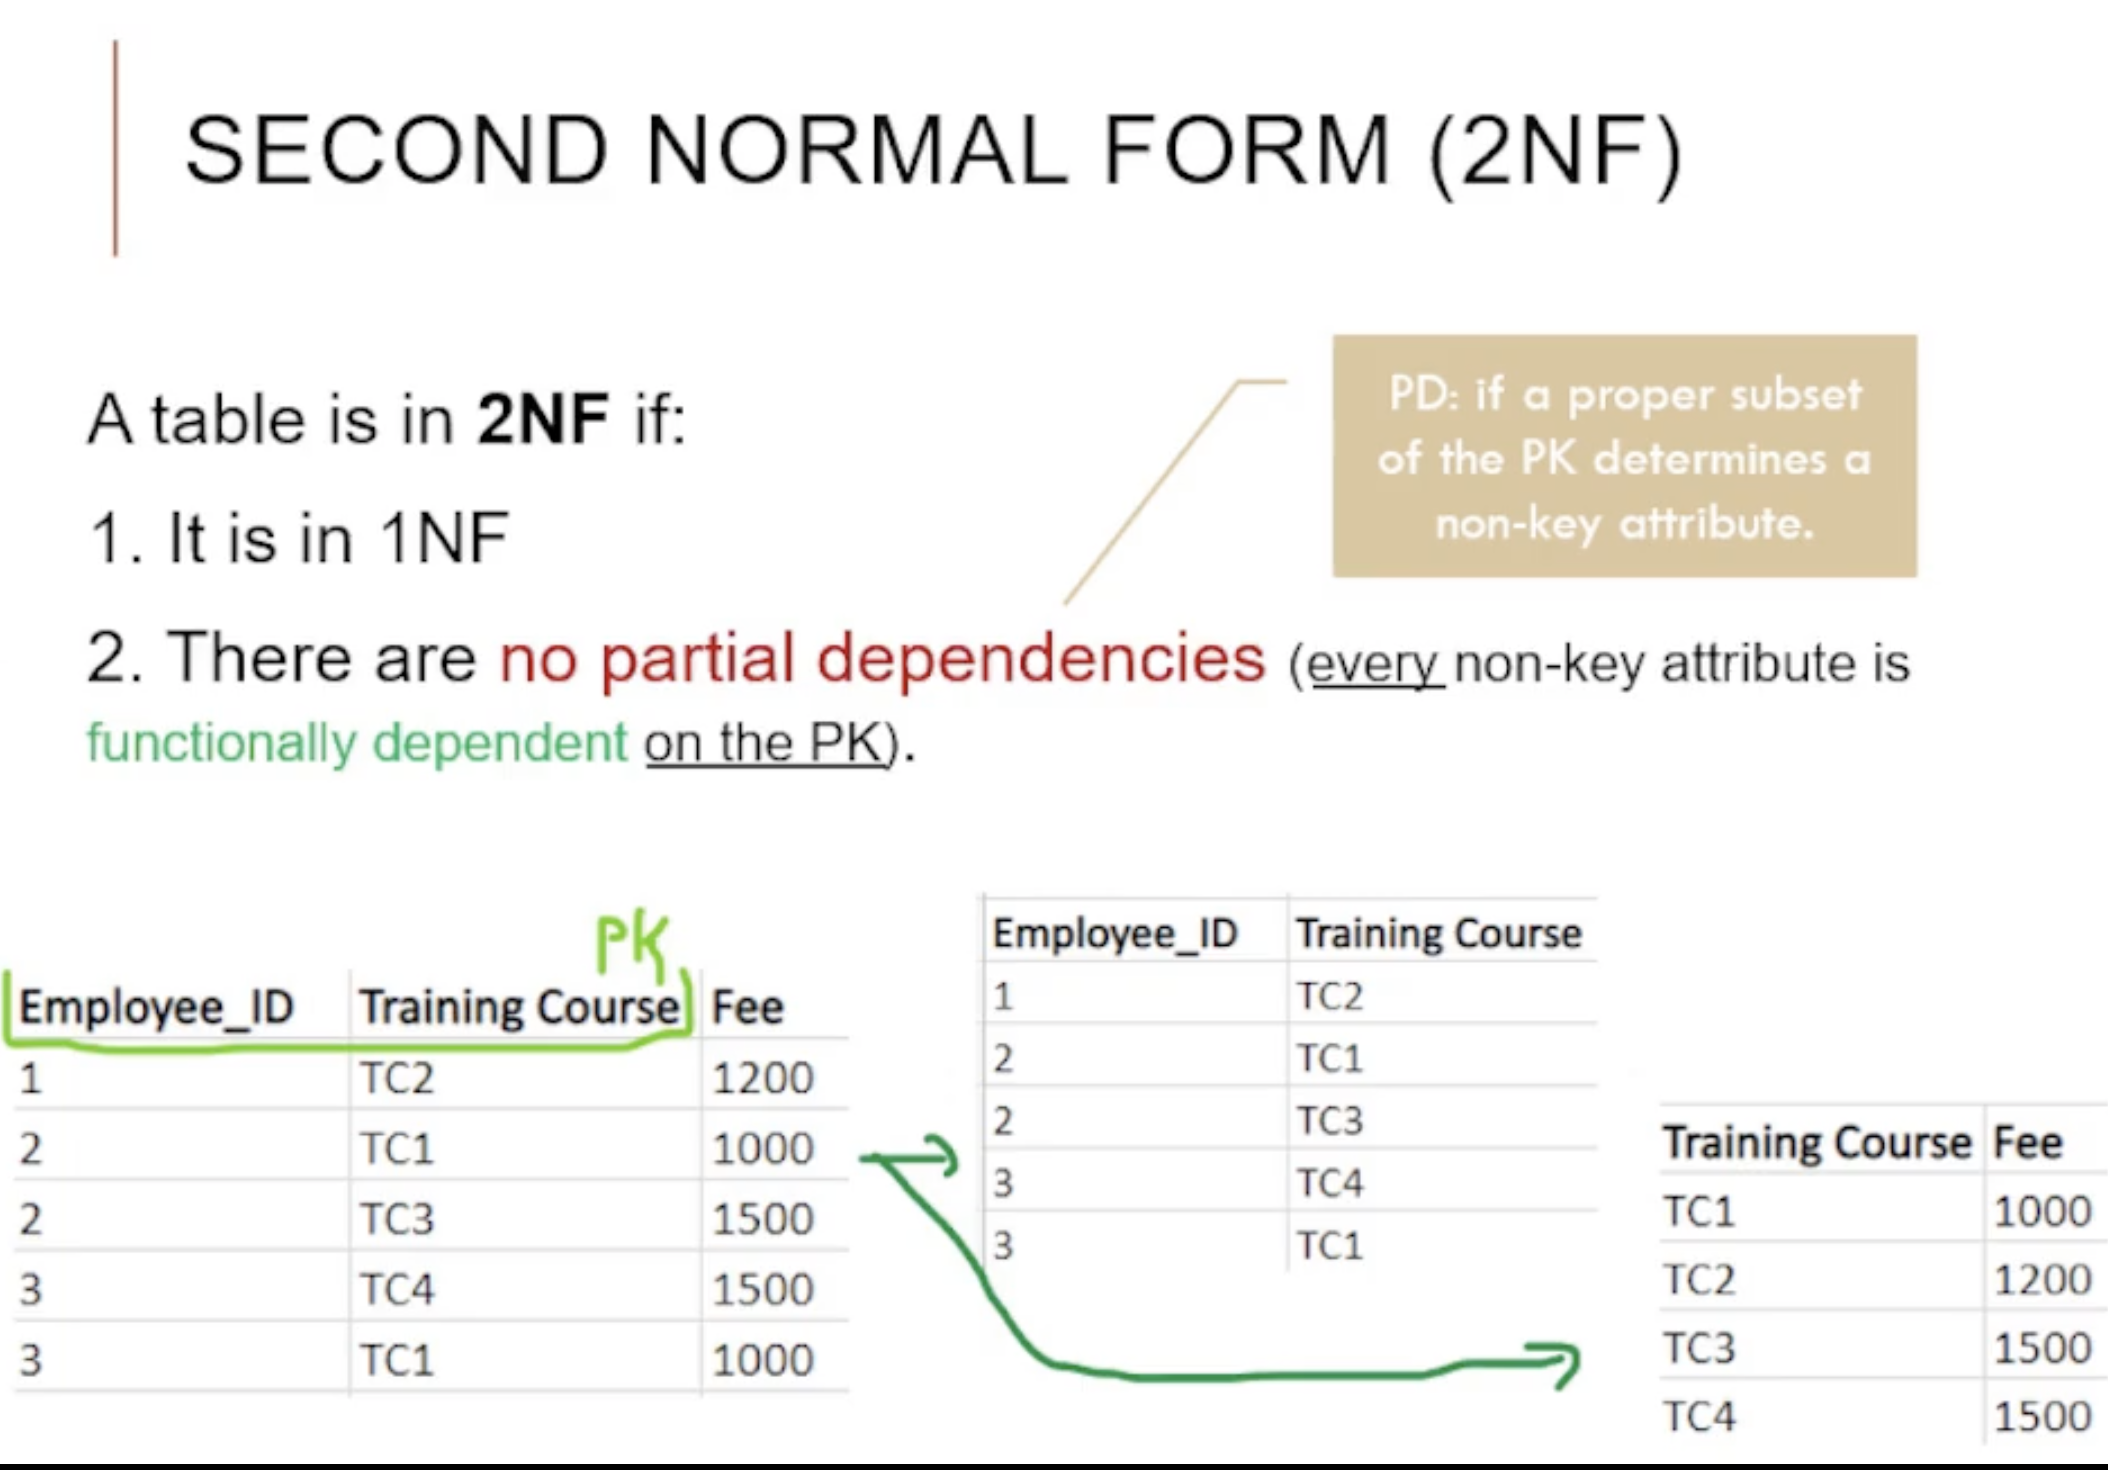 SECOND NORMAL FORM (2NF)
PD: if a proper subset
of the PK determines a
non-key attribute.
A table is in 2NF if:
1. It is in 1NF
2. There are no partial dependencies (every non-key attribute is
functionally dependent on the PK).
PK
Employee_ID Training Course Fee
1 TC2 1200
2 TC1 1000
2 TC3 1500
3 TC4 1500
3 TC1 1000
Employee_ID Training Course
1 TC2
2 TC1
2 TC3
3 TC4
3 TC1
Training Course Fee
TC1 1000
TC2 1200
TC3 1500
TC4 1500